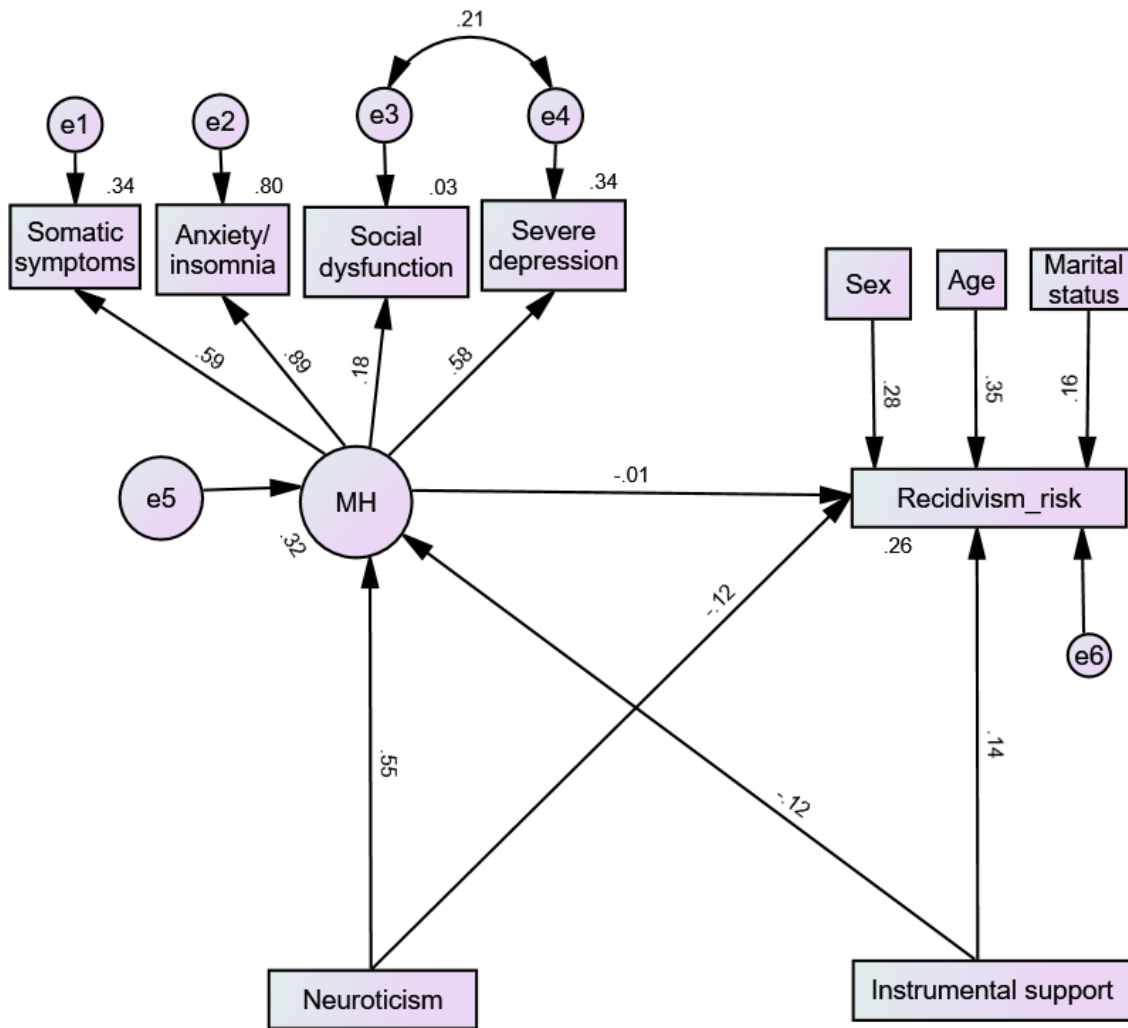 .21
e1
e2
e3
e4
.34
.80
.03
.34
Somatic
symptoms
Anxiety/
insomnia
Social
dysfunction
Severe
depression
Sex
Age
Marital
status
.59
.89
.18
.58
.28
.35
.16
e5
MH
.32
-.01
Recidivism_risk
.26
e6
-.12
.55
-.12
.14
Neuroticism
Instrumental support